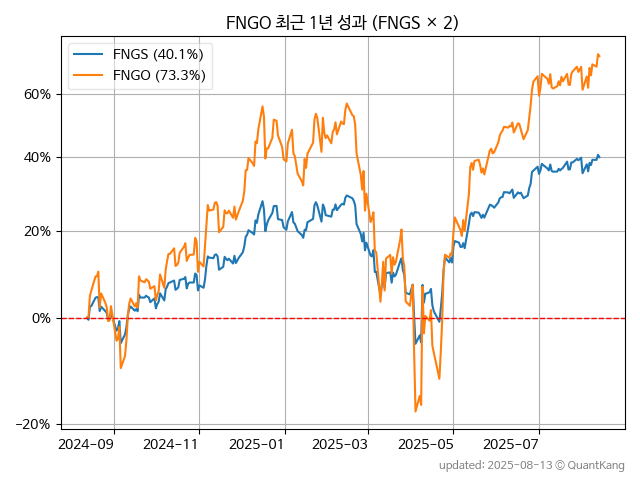 FNGO 최근 1년 성과 (FNGS × 2)
FNGS (40.1%)
FNGO (73.3%)
60%
40%
20%
0%
−20%
2024-09 2024-11 2025-01 2025-03 2025-05 2025-07
updated: 2025-08-13 © QuantKang